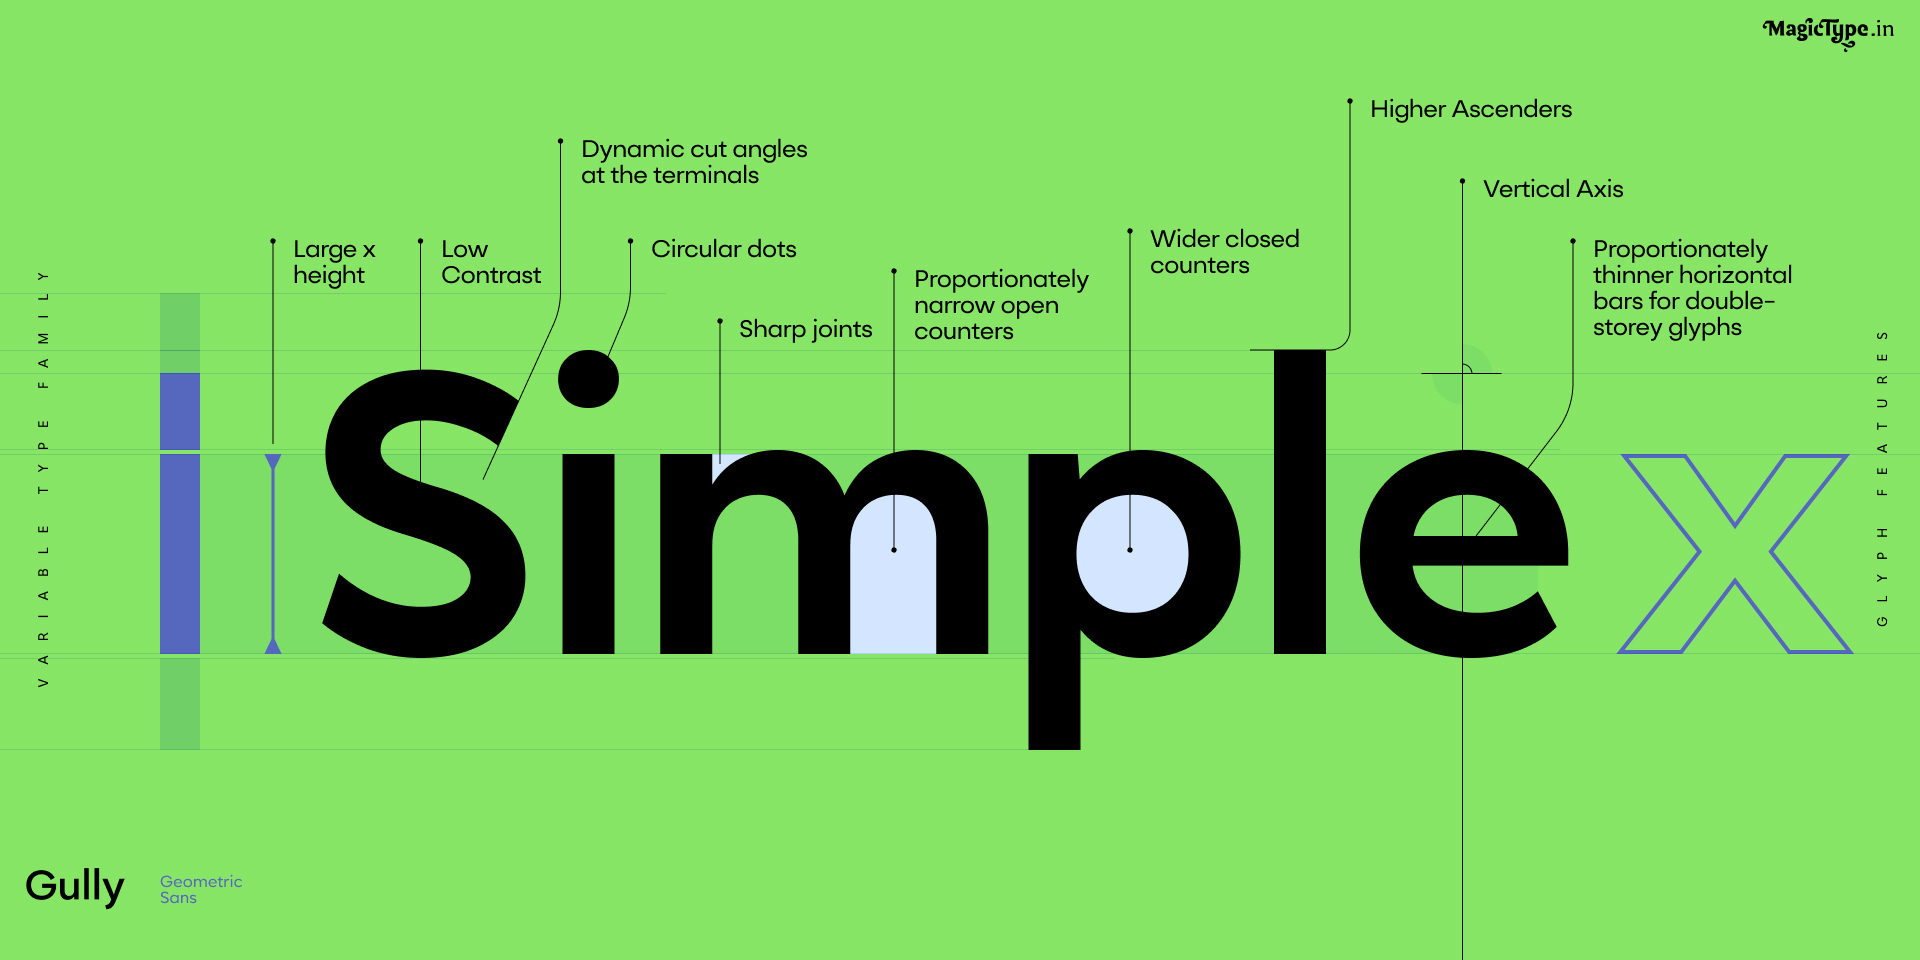 MagicType.in
Higher Ascenders
Dynamic cut angles
at the terminals
Vertical Axis
Large x
height
Low
Contrast
Circular dots
Wider closed
counters
Proportionately
thinner horizontal
bars for double-
storey glyphs
Proportionately
narrow open
counters
Sharp joints
VARIABLE TYPE FAMILY
Simplex
GLYPH FEATURES
Gully
Geometric
Sans